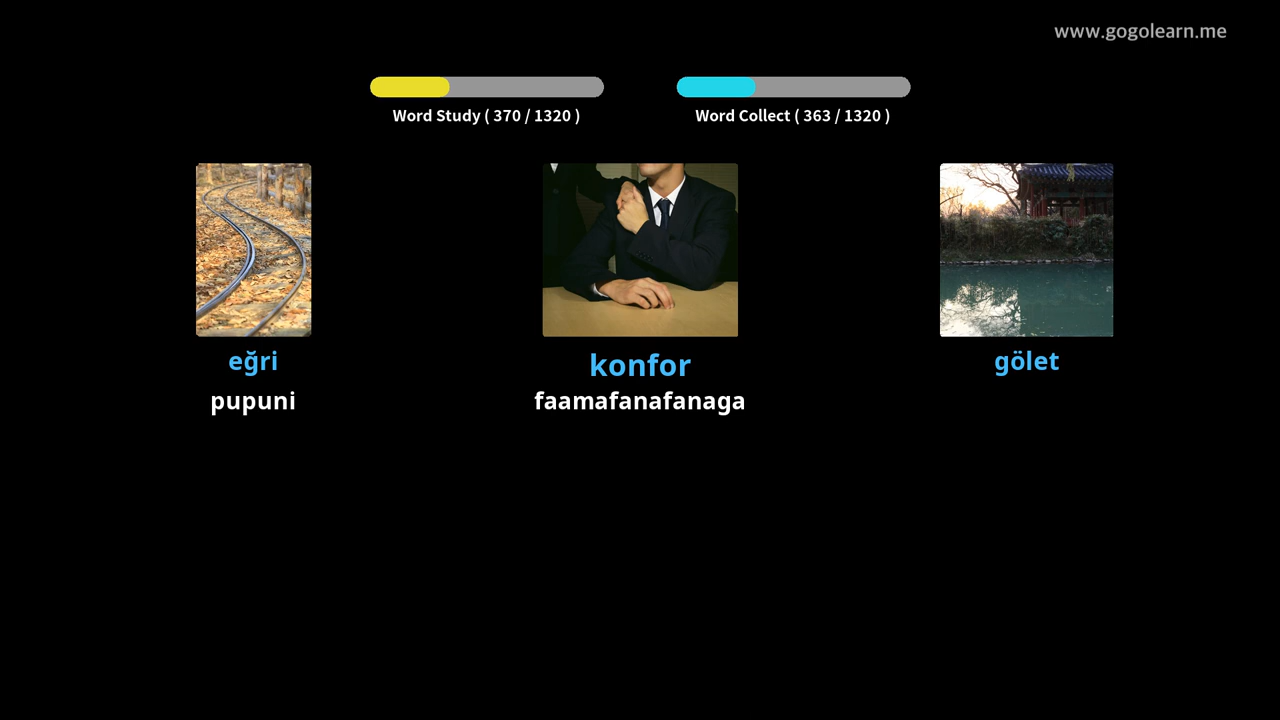 www.gogolearn.me
Word Study ( 370 / 1320 )
Word Collect ( 363 / 1320 )
eğri
konfor
gölet
pupuni
faamafanafanaga